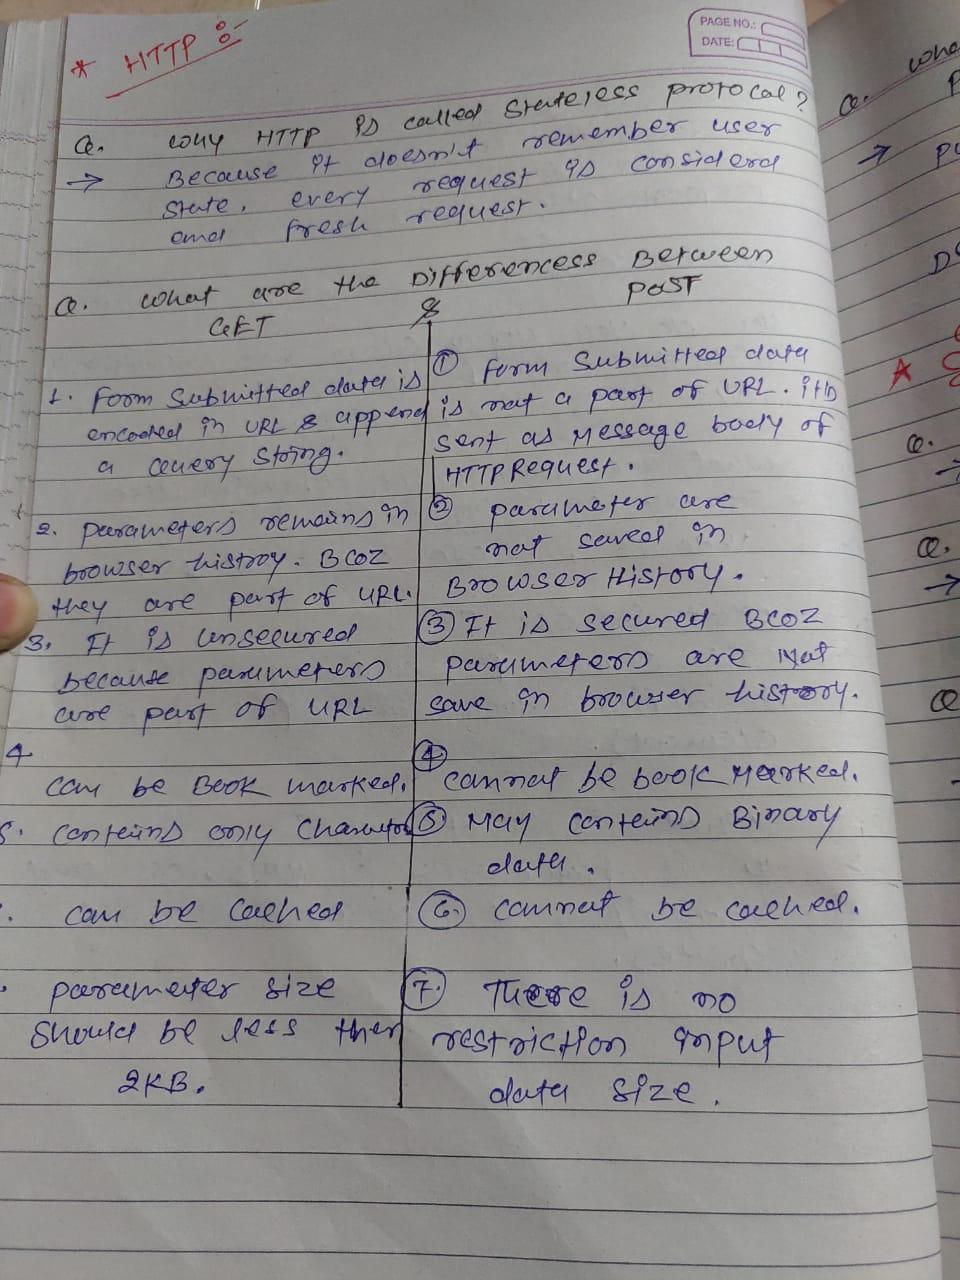 PAGE NO.:
DATE:
* HTTP :-
Q. Why HTTP is called Stateless protocal?
→ Because it doesn't remember user
State, every request is considerd
and fresh request.
Q. What are the Differencess Between
GET & POST
1. Form Submitted data is
encoded in URL & append
a Query String.
2. parameters remains in
browser histroy. Bcoz
they are part of URL.
3. It is unsecured
because parameters
are part of URL
4
can be Book marked.
5. contains only Character
can be Cached
parameter size
should be less then
2KB.
① form Submitted data
is not a part of URL. it is
sent as Message body of
HTTP Request.
② parameter are
not saved in
Browser History.
③ It is secured Bcoz
parameters are Not
save in browser history.
④
cannot be book Marked.
⑤ May contains Binary
data.
⑥ cannot be cached.
⑦ There is no
restriction input
data size.